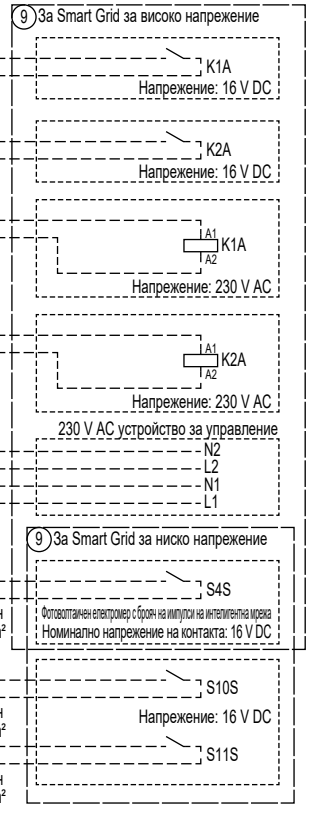 9 За Smart Grid за високо напрежение
K1A
Напрежение: 16 V DC
K2A
Напрежение: 16 V DC
A1
K1A
A2
Напрежение: 230 V AC
A1
K2A
A2
Напрежение: 230 V AC
230 V AC устройство за управление
N2
L2
N1
L1
9 За Smart Grid за ниско напрежение
S4S
Фотоволтаичен електромер с брояч на импулси на интелигентна мрежа
Номинално напрежение на контакта: 16 V DC
S10S
Напрежение: 16 V DC
S11S